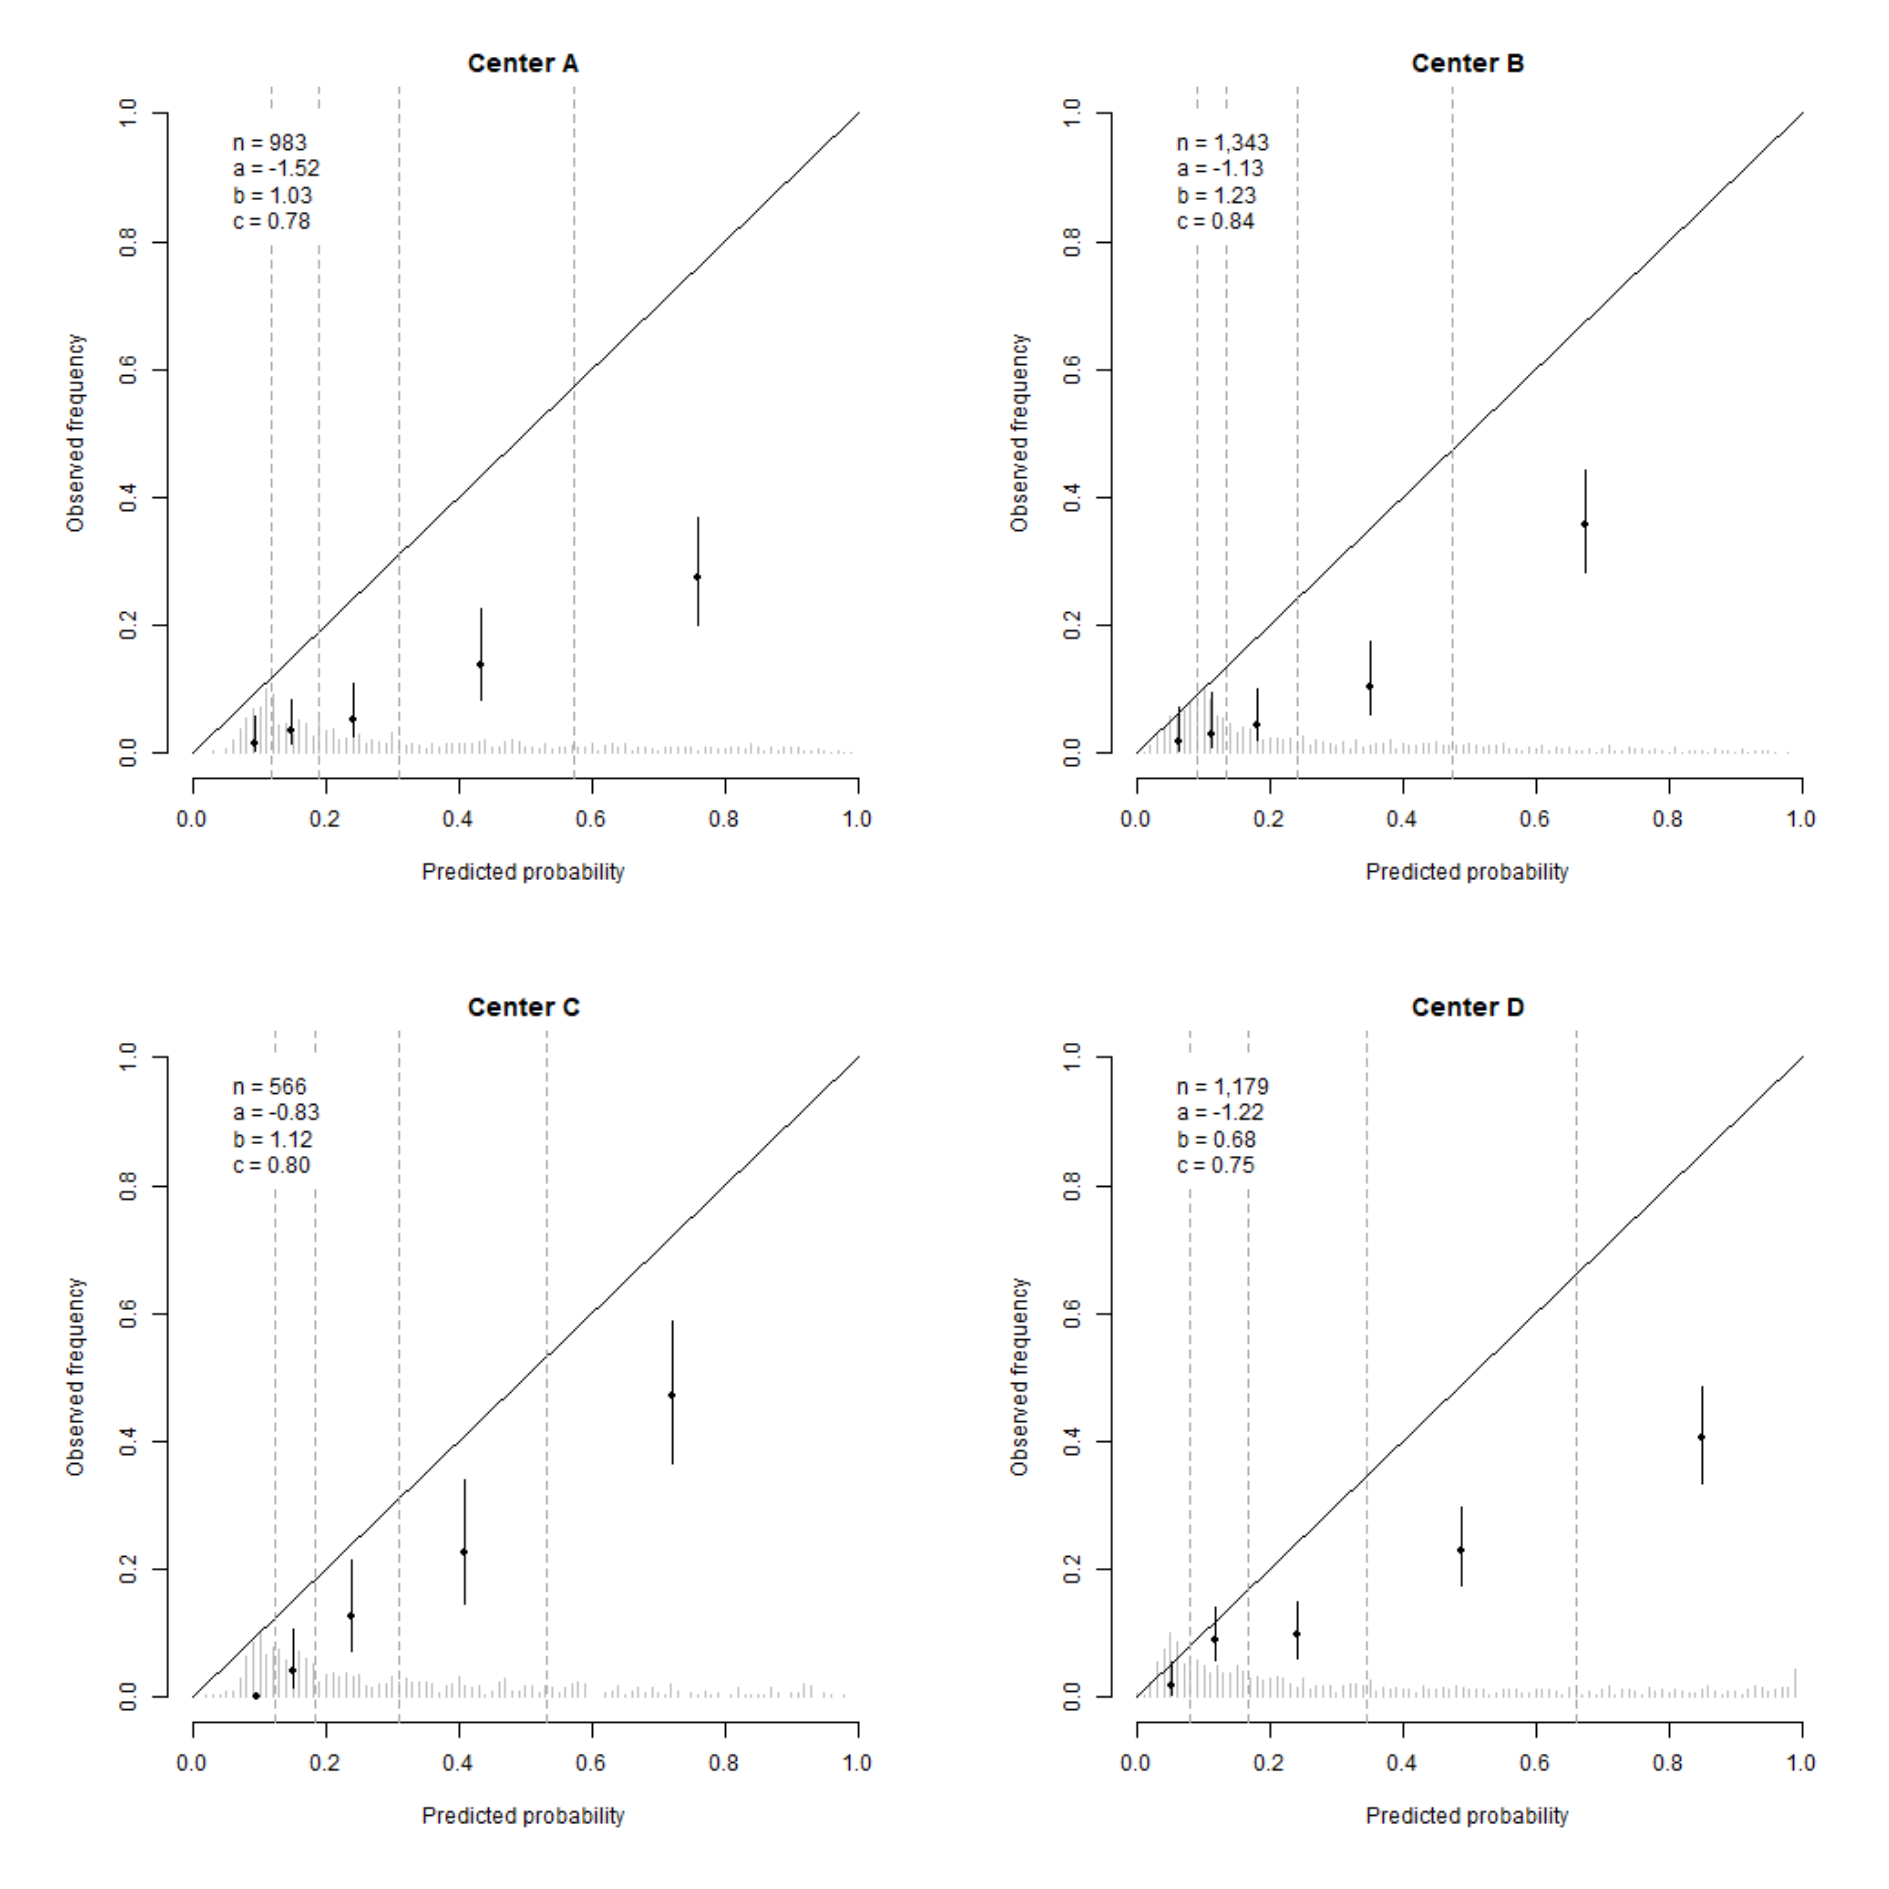 Center A
n = 983
a = -1.52
b = 1.03
c = 0.78
1.0
0.8
0.6
0.4
0.2
0.0
Observed frequency
0.0 0.2 0.4 0.6 0.8 1.0
Predicted probability
Center B
n = 1,343
a = -1.13
b = 1.23
c = 0.84
1.0
0.8
0.6
0.4
0.2
0.0
Observed frequency
0.0 0.2 0.4 0.6 0.8 1.0
Predicted probability
Center C
n = 566
a = -0.83
b = 1.12
c = 0.80
1.0
0.8
0.6
0.4
0.2
0.0
Observed frequency
0.0 0.2 0.4 0.6 0.8 1.0
Predicted probability
Center D
n = 1,179
a = -1.22
b = 0.68
c = 0.75
1.0
0.8
0.6
0.4
0.2
0.0
Observed frequency
0.0 0.2 0.4 0.6 0.8 1.0
Predicted probability